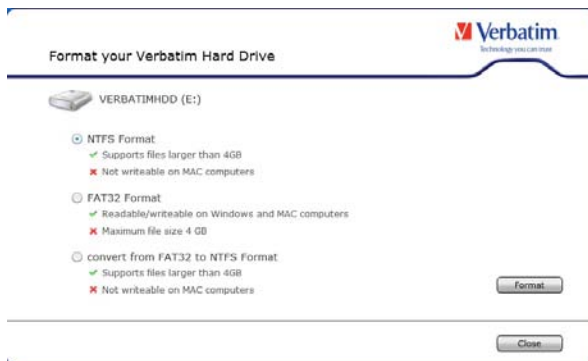 Verbatim
Technology you can trust
Format your Verbatim Hard Drive
VERBATIMHDD (E:)
NTFS Format
Supports files larger than 4GB
Not writeable on MAC computers
FAT32 Format
Readable/writeable on Windows and MAC computers
Maximum file size 4 GB
convert from FAT32 to NTFS Format
Supports files larger than 4GB
Not writeable on MAC computers
Format
Close